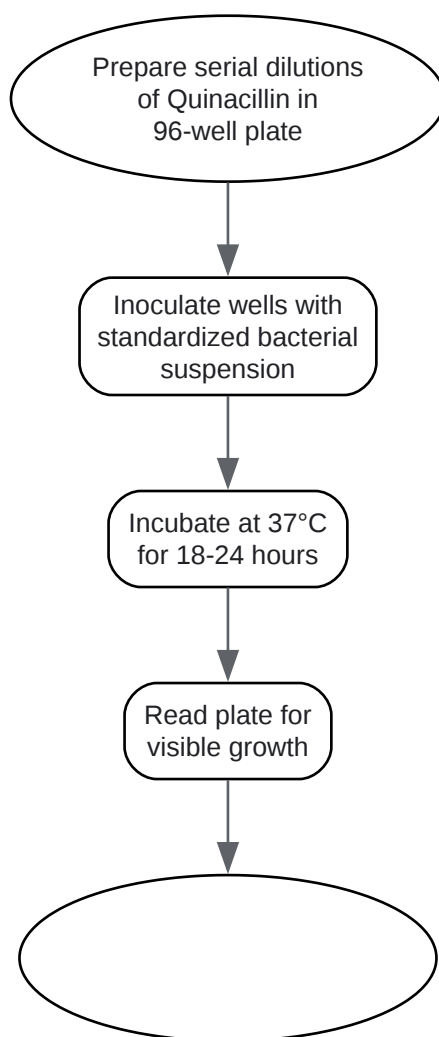 Prepare serial dilutions
of Quinacillin in
96-well plate
Inoculate wells with
standardized bacterial
suspension
Incubate at 37°C
for 18-24 hours
Read plate for
visible growth